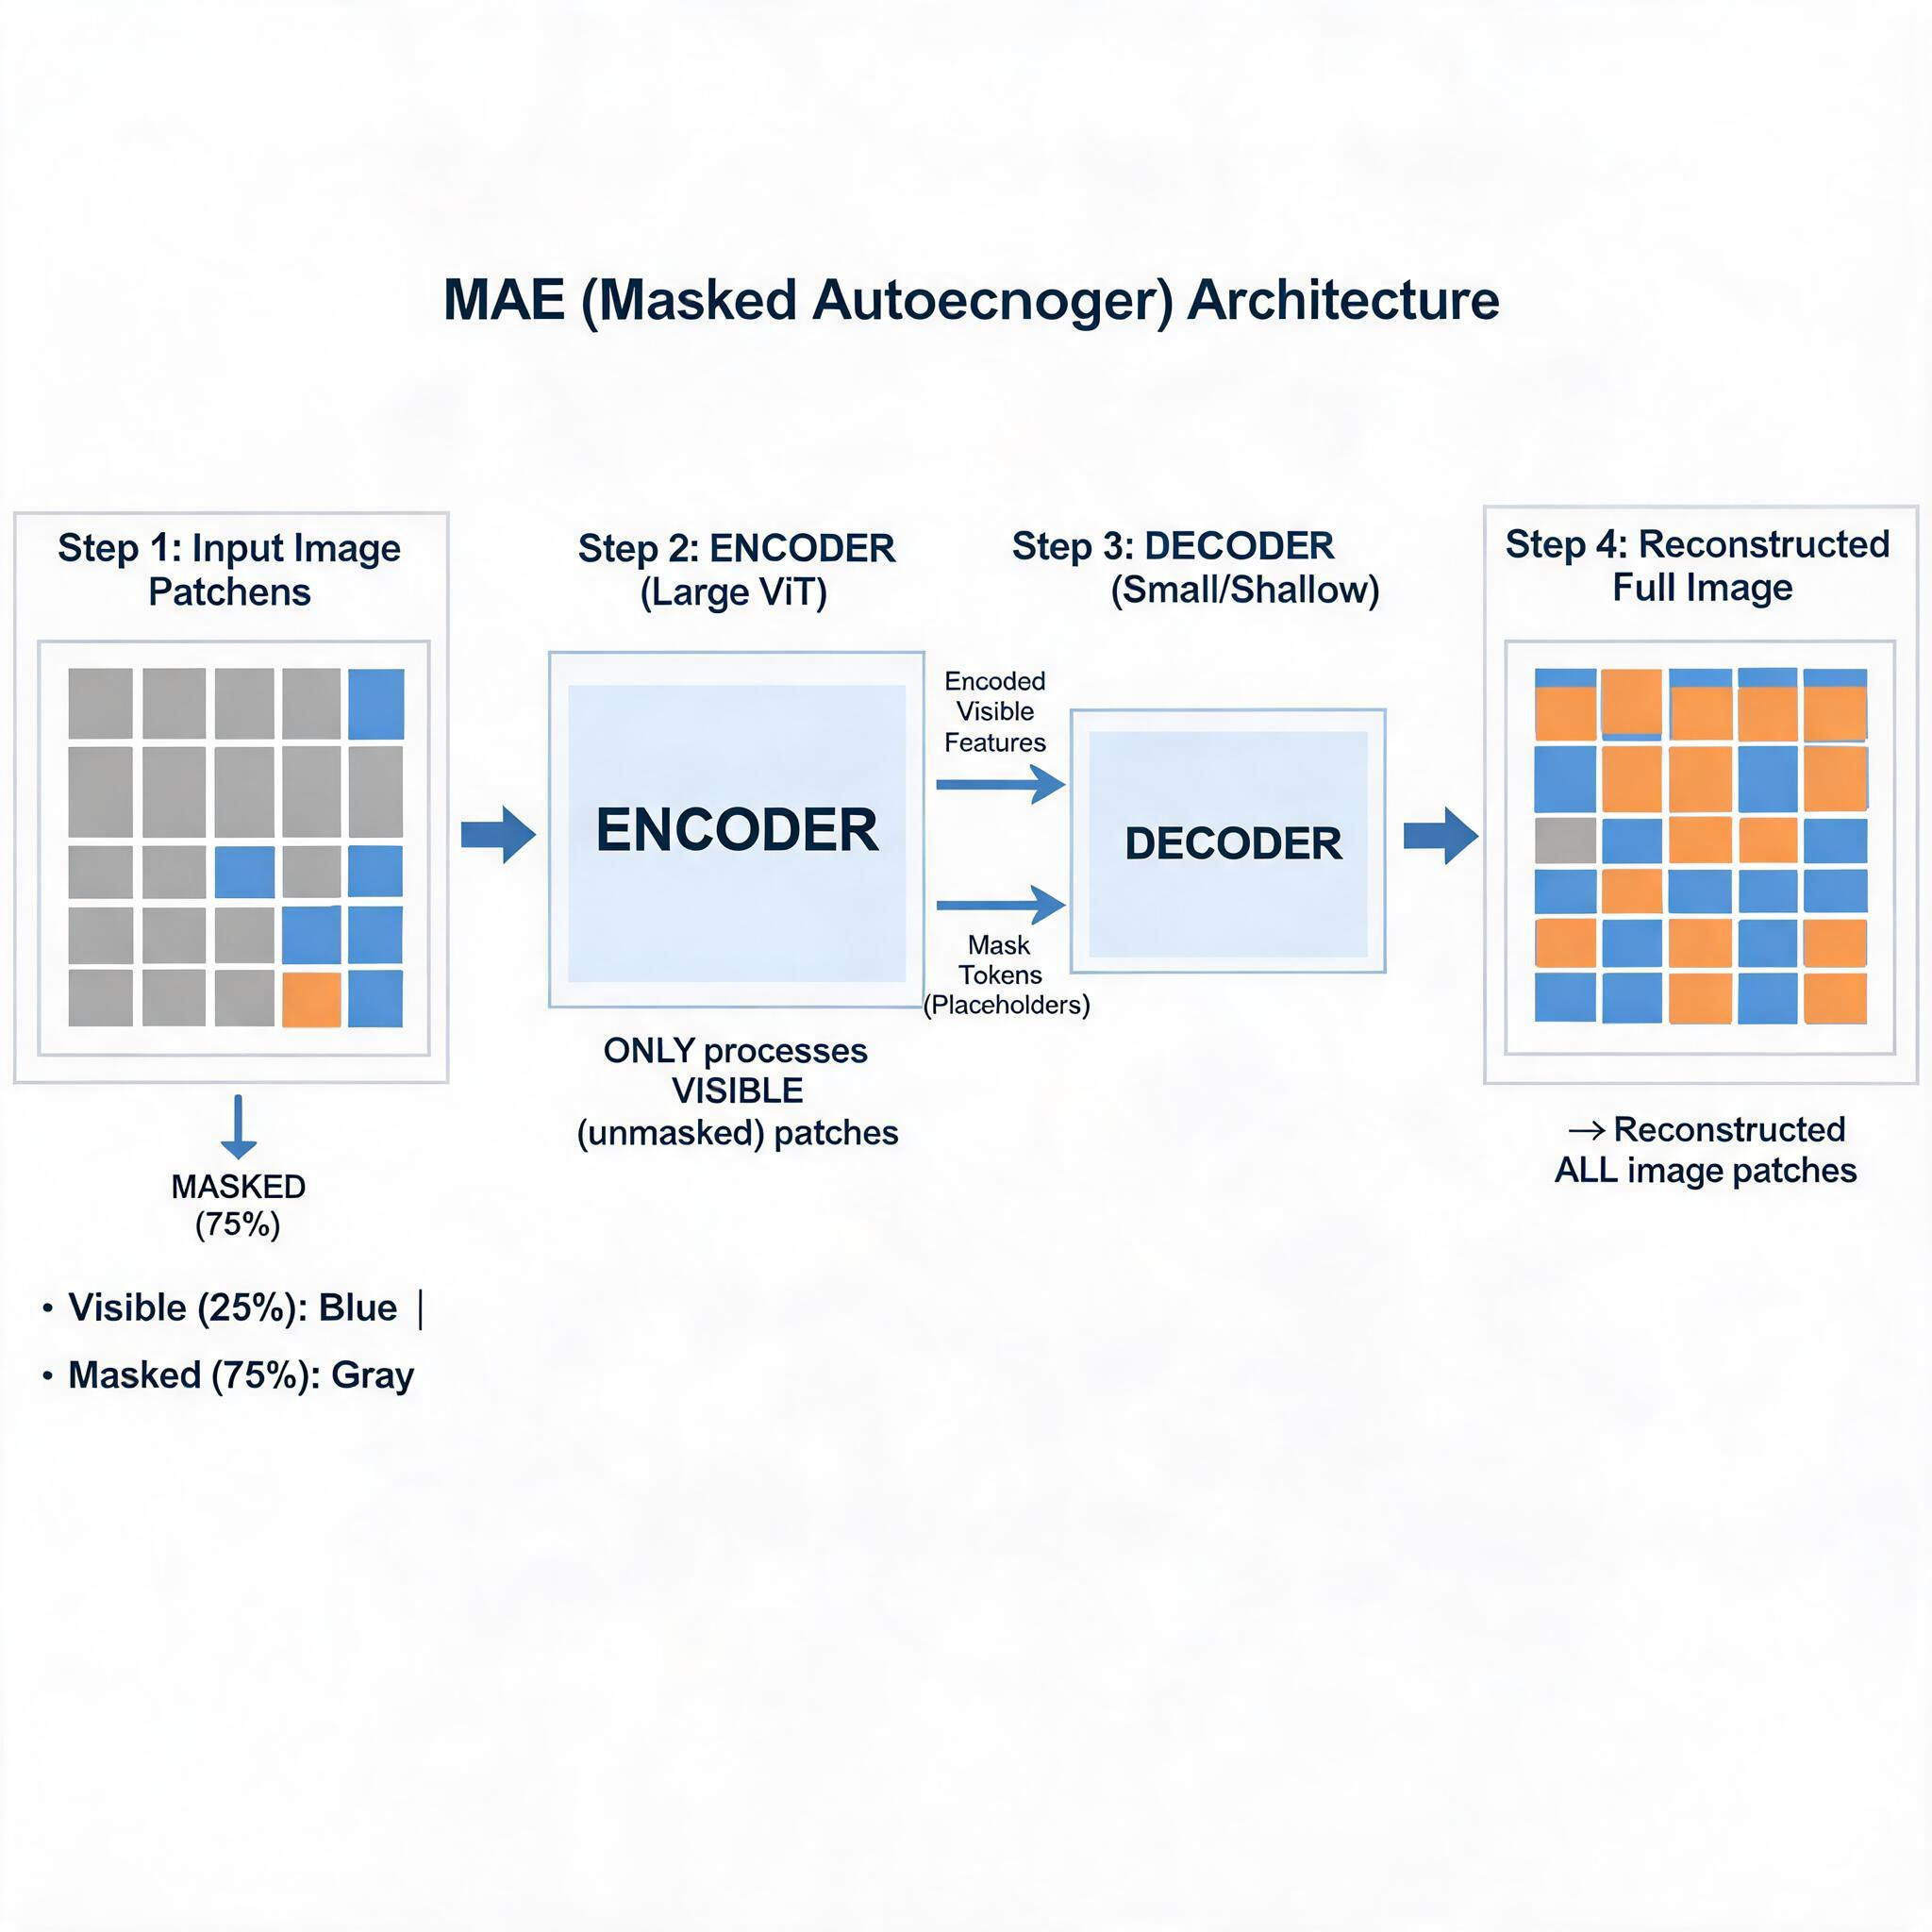 MAE (Masked Autoecnoger) Architecture
Step 1: Input Image
Patchens
MASKED
(75%)
• Visible (25%): Blue |
• Masked (75%): Gray
Step 2: ENCODER
(Large ViT)
ENCODER
ONLY processes
VISIBLE
(unmasked) patches
Encoded
Visible
Features
Mask
Tokens
(Placeholders)
Step 3: DECODER
(Small/Shallow)
DECODER
Step 4: Reconstructed
Full Image
→ Reconstructed
ALL image patches